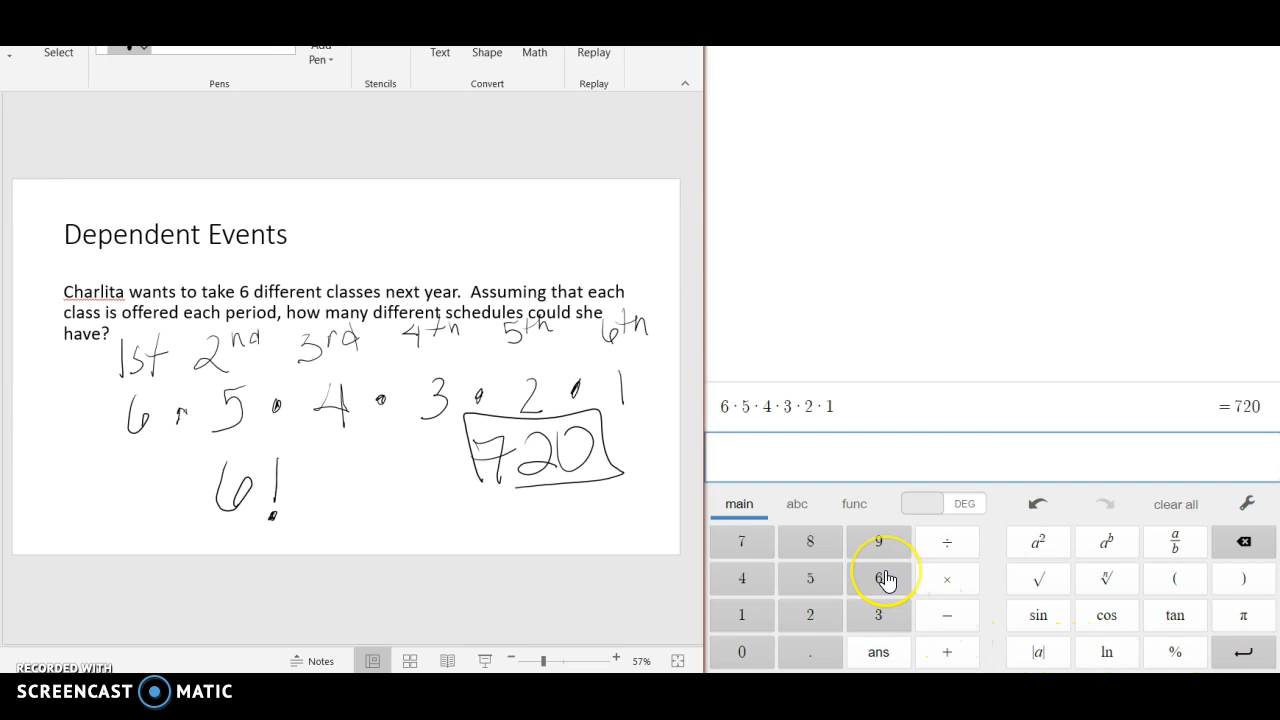 Select
Add
Pen
Text Shape Math Replay
Pens Stencils Convert Replay
Dependent Events
Charlita wants to take 6 different classes next year. Assuming that each
class is offered each period, how many different schedules could she
have?
1st 2nd 3rd 4th 5th 6th
6 · 5 · 4 · 3 · 2 · 1
720
6!
6 · 5 · 4 · 3 · 2 · 1 = 720
main abc func DEG clear all
7 8 9 ÷ a² aᵇ a/b
4 5 6 × √ ⁿ√ ( )
1 2 3 − sin cos tan π
0 . ans + |a| ln %
Notes − + 57%
RECORDED WITH
SCREENCAST MATIC